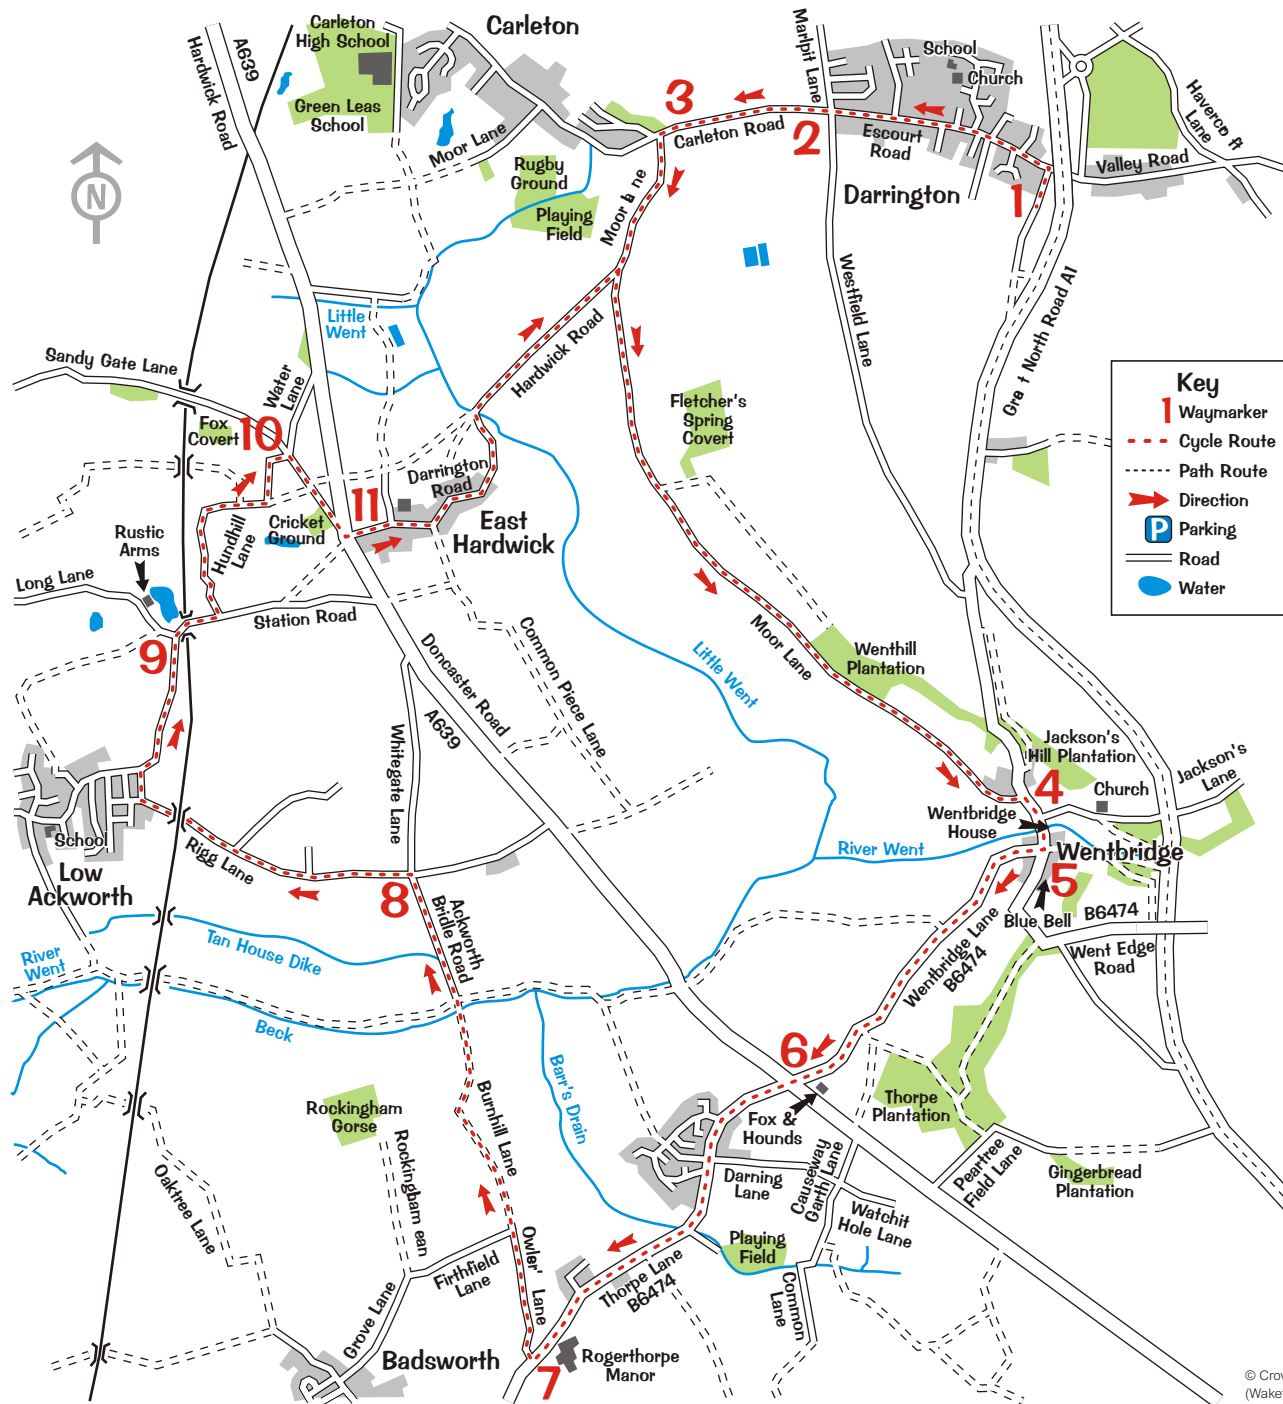 Carleton
High School
Carleton
Green Leas
School
Hardwick Road
A639
Moor Lane
Rugby
Ground
Playing
Field
3
Carleton Road
2
Marlpit Lane
School
Church
Escourt
Road
Darrington
1
Valley Road
Lane
N
Little
Went
Westfield Lane
Hardwick Road
Sandy Gate Lane
Water
Lane
Fox
Covert
10
Fletcher's
Spring
Covert
Key
1 Waymarker
Cycle Route
Path Route
Direction
P Parking
Road
Water
Darrington
Road
11
East
Hardwick
Cricket
Ground
Hundhill
Lane
Rustic
Arms
Long Lane
Station Road
9
Common Piece Lane
Doncaster Road
A639
Little Went
Moor Lane
Wenthill
Plantation
Jackson's
Hill Plantation
Jackson's
Lane
4
Church
Wentbridge
House
River Went
Wentbridge
5
Blue Bell
B6474
Went Edge
Road
Whitegate Lane
School
Low
Ackworth
Rigg Lane
8
Ackworth
Bridle Road
River
Went
Tan House Dike
Beck
Wentbridge Lane
B6474
6
Barr's Drain
Fox &
Hounds
Thorpe
Plantation
Peartree
Field Lane
Gingerbread
Plantation
Rockingham
Gorse
Burnhill Lane
Darning
Lane
Causeway
Garth Lane
Watchit
Hole Lane
Oaktree Lane
Playing
Field
Common
Lane
Thorpe Lane
B6474
Firthfield
Lane
Lane
Grove Lane
Badsworth
7
Rogerthorpe
Manor